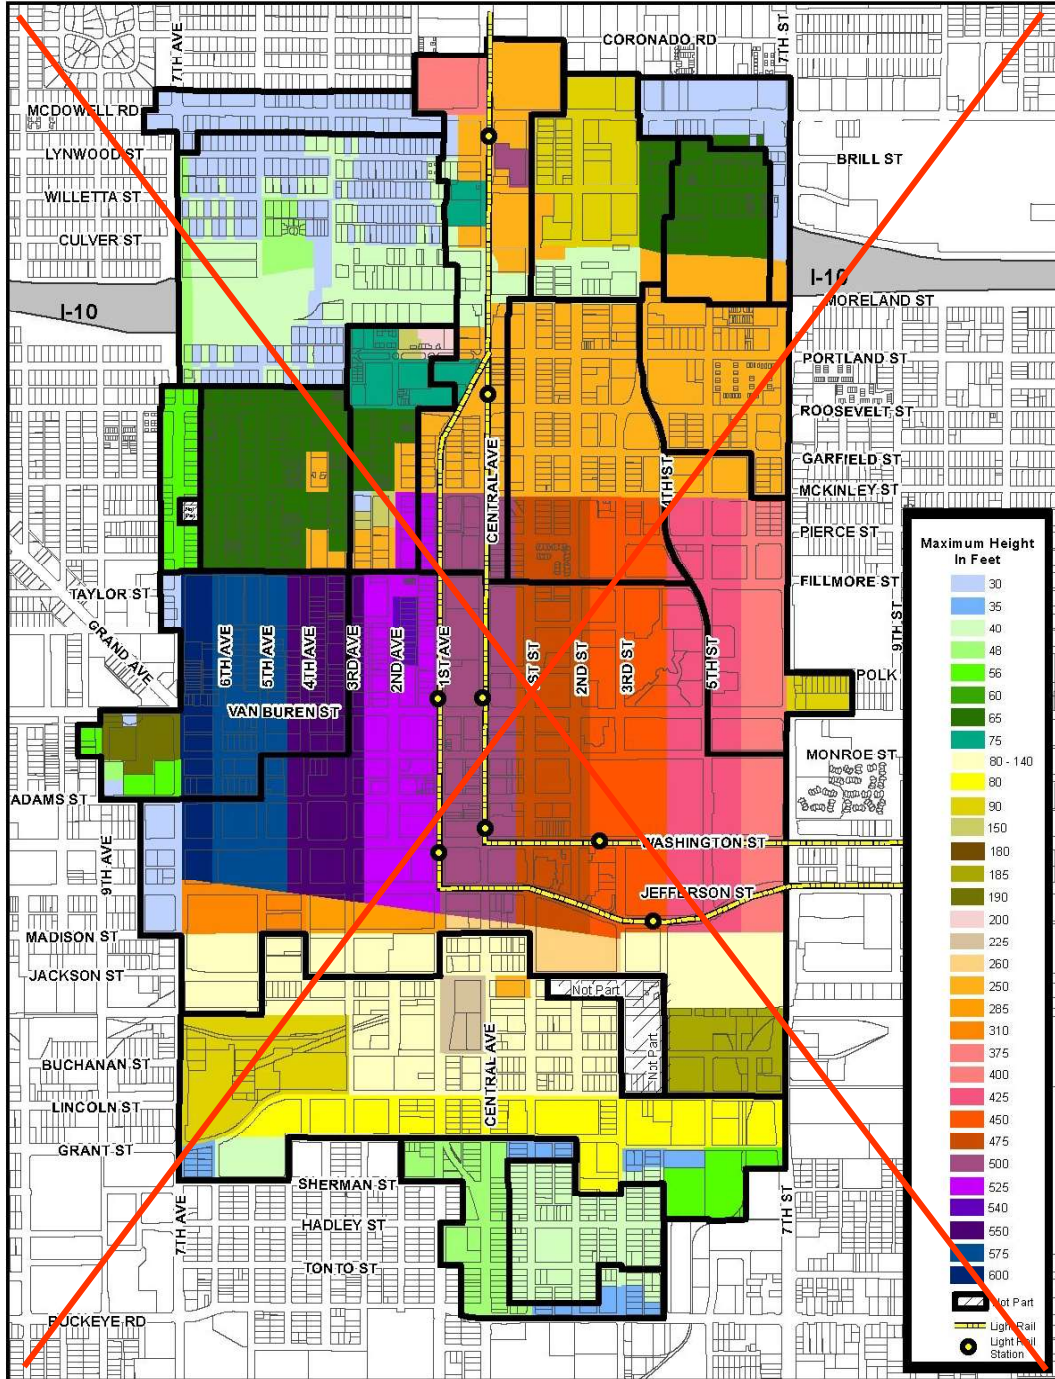 CORONADO RD
7TH AVE
7TH ST
MCDOWELL RD
LYNWOOD ST
BRILL ST
WILLETTA ST
CULVER ST
I-10
I-10
MORELAND ST
PORTLAND ST
ROOSEVELT ST
CENTRAL AVE
GARFIELD ST
7TH ST
MCKINLEY ST
Not Part
PIERCE ST
FILLMORE ST
TAYLOR ST
GRAND AVE
9TH ST
6TH AVE
5TH AVE
4TH AVE
3RD AVE
2ND AVE
1ST AVE
1ST ST
2ND ST
3RD ST
5TH ST
POLK
VAN BUREN ST
MONROE ST
ADAMS ST
9TH AVE
WASHINGTON ST
JEFFERSON ST
MADISON ST
JACKSON ST
Not Part
Not Part
BUCHANAN ST
CENTRAL AVE
LINCOLN ST
GRANT ST
SHERMAN ST
7TH AVE
7TH ST
HADLEY ST
TONTO ST
BUCKEYE RD
Maximum Height
In Feet
30
35
40
48
56
60
65
75
80 - 140
80
90
150
180
185
190
200
225
260
250
285
310
375
400
425
450
475
500
525
540
550
575
600
Not Part
Light Rail
Light Rail
Station